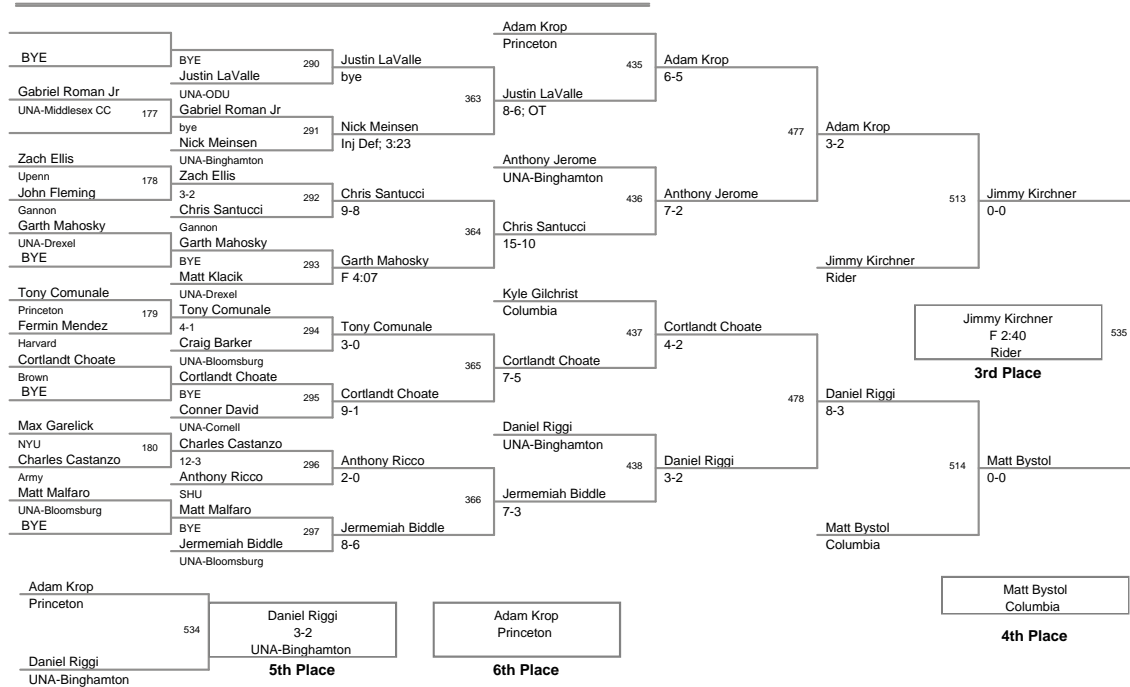 BYE
Gabriel Roman Jr
UNA-Middlesex CC
177
Zach Ellis
Upenn
178
John Fleming
Gannon
Garth Mahosky
UNA-Drexel
BYE
Tony Comunale
Princeton
179
Fermin Mendez
Harvard
Cortlandt Choate
Brown
BYE
Max Garelick
NYU
180
Charles Castanzo
Army
Matt Malfaro
UNA-Bloomsburg
BYE
BYE
290
Justin LaValle
UNA-ODU
Gabriel Roman Jr
bye
291
Nick Meinsen
UNA-Binghamton
Zach Ellis
3-2
292
Chris Santucci
Gannon
Garth Mahosky
BYE
293
Matt Klacik
UNA-Drexel
Tony Comunale
4-1
294
Craig Barker
UNA-Bloomsburg
Cortlandt Choate
BYE
295
Conner David
UNA-Cornell
Charles Castanzo
12-3
296
Anthony Ricco
SHU
Matt Malfaro
BYE
297
Jermemiah Biddle
UNA-Bloomsburg
Justin LaValle
bye
363
Nick Meinsen
Inj Def; 3:23
Chris Santucci
9-8
364
Garth Mahosky
F 4:07
Tony Comunale
3-0
365
Cortlandt Choate
9-1
Anthony Ricco
2-0
366
Jermemiah Biddle
8-6
Adam Krop
Princeton
435
Justin LaValle
8-6; OT
Anthony Jerome
UNA-Binghamton
436
Chris Santucci
15-10
Kyle Gilchrist
Columbia
437
Cortlandt Choate
7-5
Daniel Riggi
UNA-Binghamton
438
Jermemiah Biddle
7-3
Adam Krop
6-5
477
Anthony Jerome
7-2
Cortlandt Choate
4-2
478
Daniel Riggi
3-2
Adam Krop
3-2
513
Jimmy Kirchner
Rider
Daniel Riggi
8-3
514
Matt Bystol
Columbia
Jimmy Kirchner
0-0
Jimmy Kirchner
F 2:40
Rider
535
3rd Place
Matt Bystol
0-0
Matt Bystol
Columbia
4th Place
Adam Krop
Princeton
534
Daniel Riggi
UNA-Binghamton
Daniel Riggi
3-2
UNA-Binghamton
5th Place
Adam Krop
Princeton
6th Place